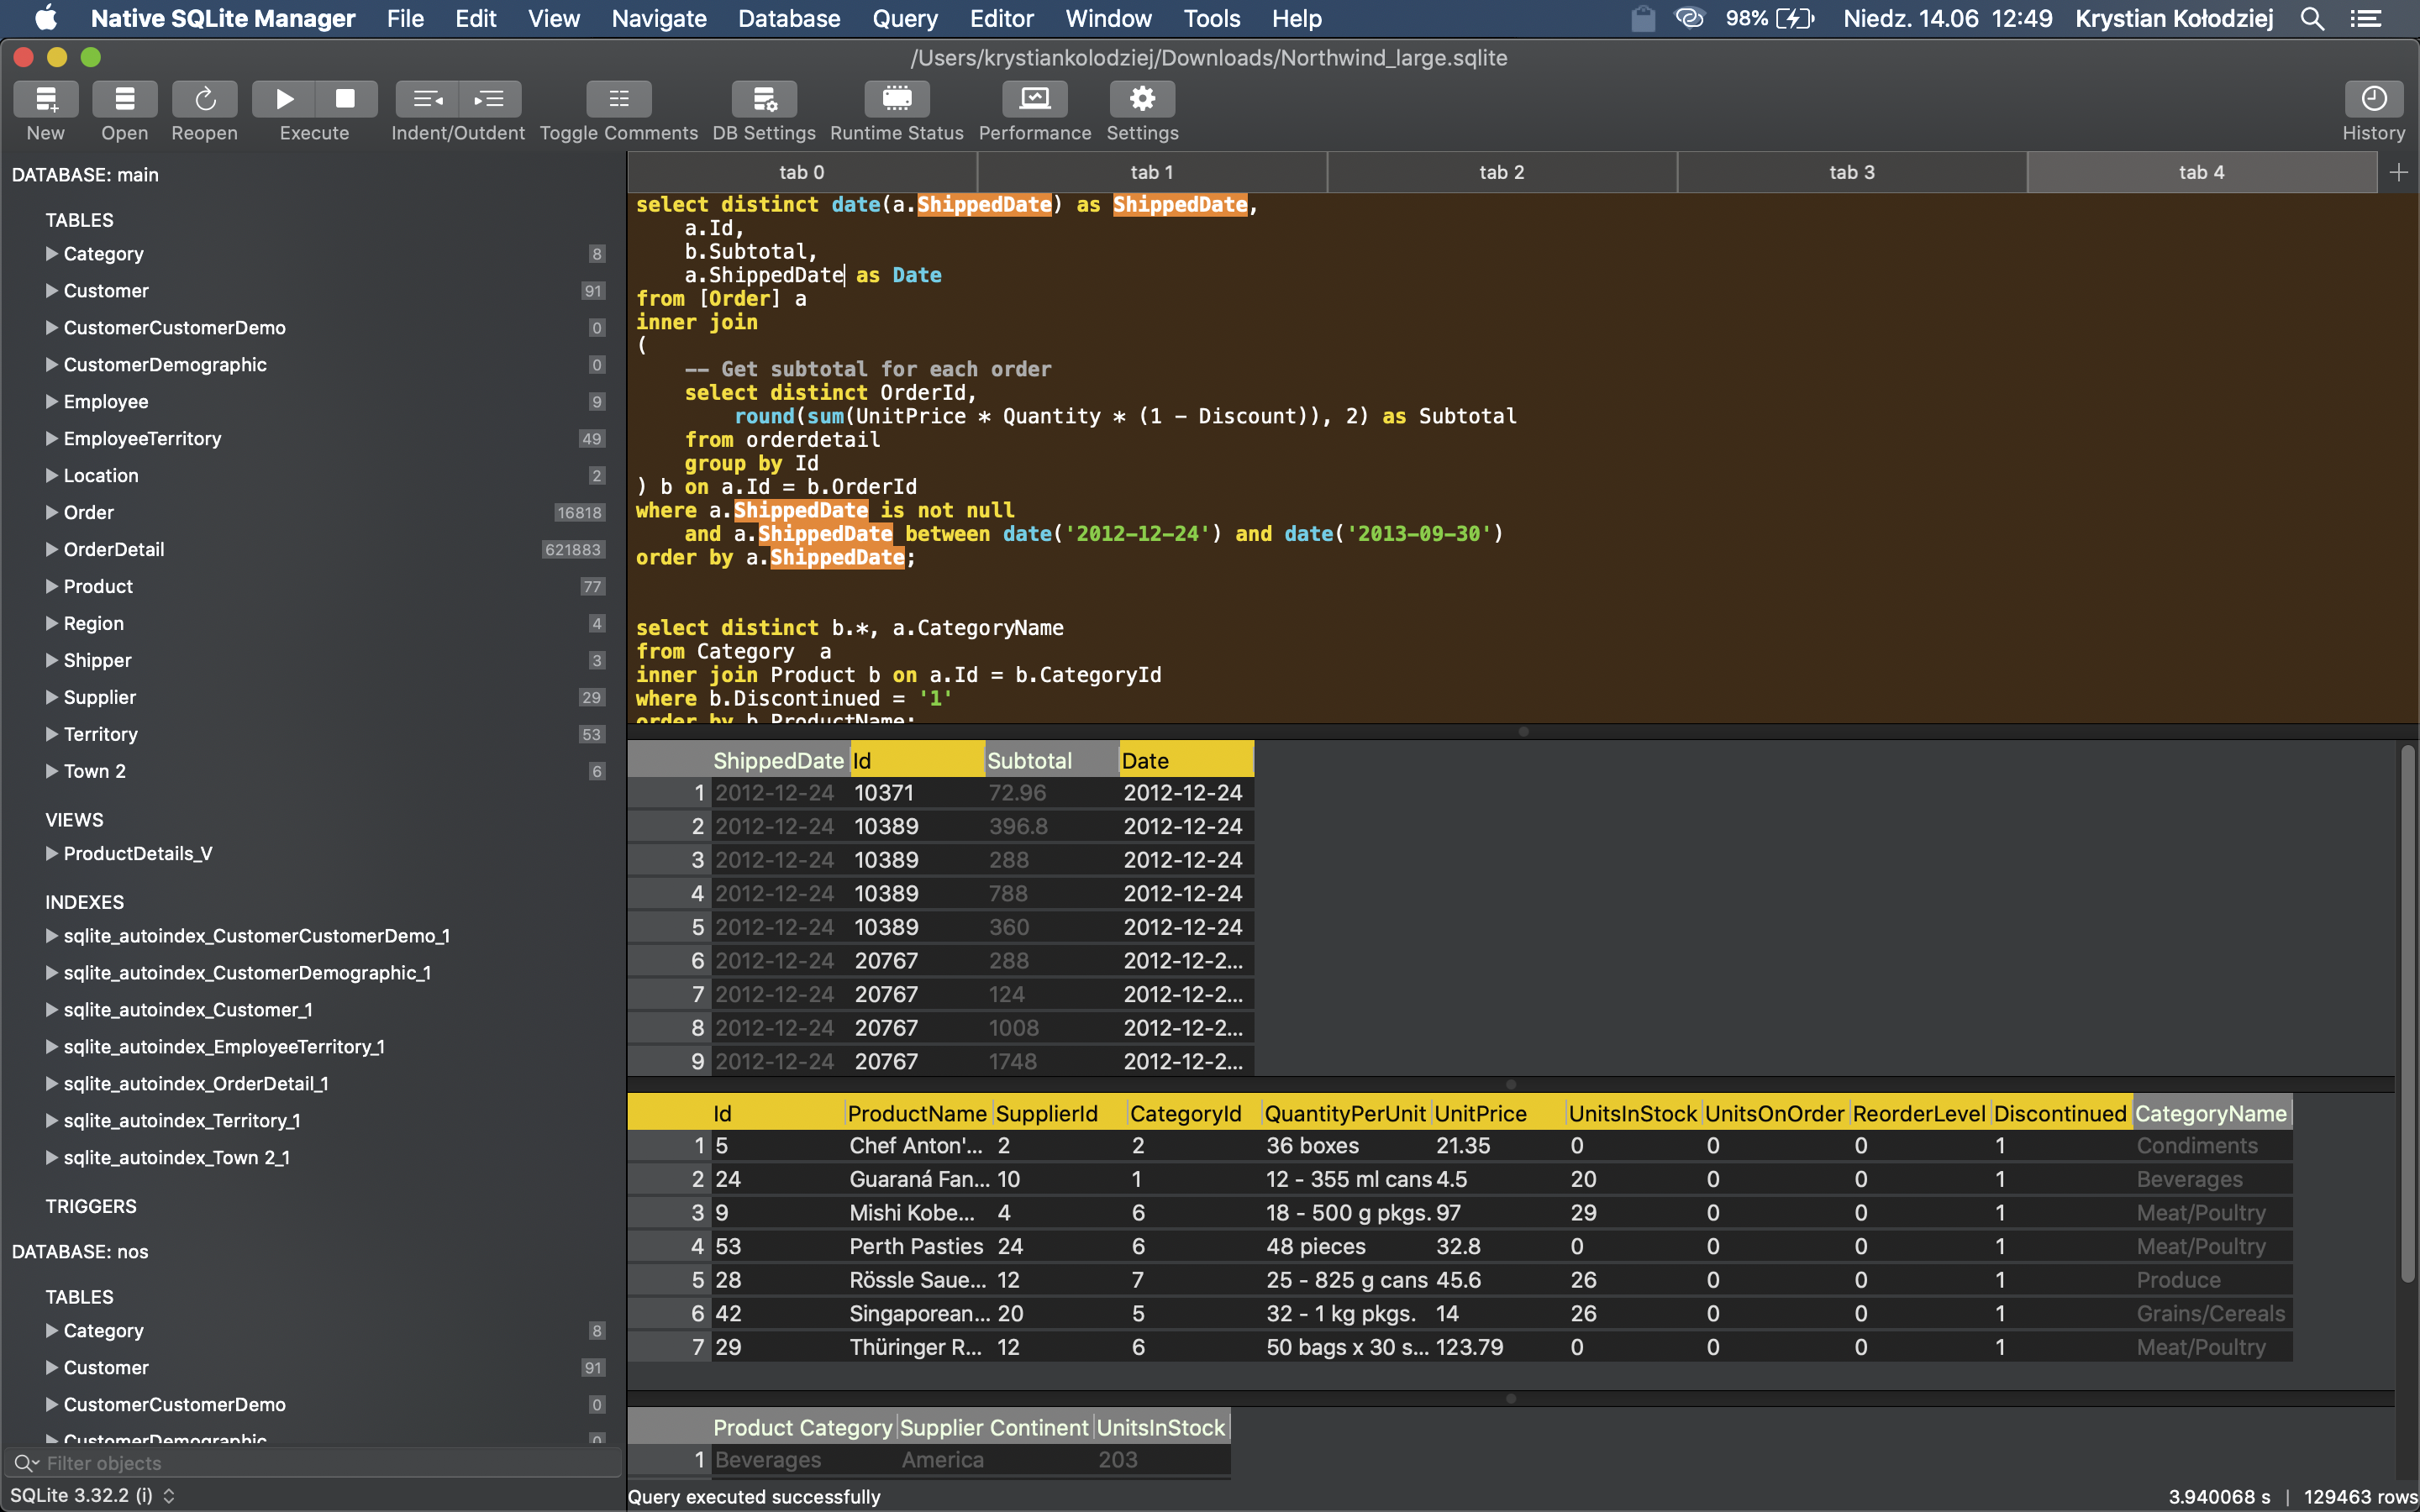 Native SQLite Manager File Edit View Navigate Database Query Editor Window Tools Help 98% Niedz. 14.06 12:49 Krystian Kołodziej
/Users/krystiankolodziej/Downloads/Northwind_large.sqlite
New Open Reopen Execute Indent/Outdent Toggle Comments DB Settings Runtime Status Performance Settings History
DATABASE: main
TABLES
Category 8
Customer 91
CustomerCustomerDemo 0
CustomerDemographic 0
Employee 9
EmployeeTerritory 49
Location 2
Order 16818
OrderDetail 621883
Product 77
Region 4
Shipper 3
Supplier 29
Territory 53
Town 2 6
VIEWS
ProductDetails_V
INDEXES
sqlite_autoindex_CustomerCustomerDemo_1
sqlite_autoindex_CustomerDemographic_1
sqlite_autoindex_Customer_1
sqlite_autoindex_EmployeeTerritory_1
sqlite_autoindex_OrderDetail_1
sqlite_autoindex_Territory_1
sqlite_autoindex_Town 2_1
TRIGGERS
DATABASE: nos
TABLES
Category 8
Customer 91
CustomerCustomerDemo 0
CustomerDemographic 0
Filter objects
SQLite 3.32.2 (i)
tab 0 tab 1 tab 2 tab 3 tab 4
select distinct date(a.ShippedDate) as ShippedDate,
a.Id,
b.Subtotal,
a.ShippedDate as Date
from [Order] a
inner join
(
-- Get subtotal for each order
select distinct OrderId,
round(sum(UnitPrice * Quantity * (1 - Discount)), 2) as Subtotal
from orderdetail
group by Id
) b on a.Id = b.OrderId
where a.ShippedDate is not null
and a.ShippedDate between date('2012-12-24') and date('2013-09-30')
order by a.ShippedDate;
select distinct b.*, a.CategoryName
from Category  a
inner join Product b on a.Id = b.CategoryId
where b.Discontinued = '1'
order by b.ProductName;
ShippedDate Id Subtotal Date
1 2012-12-24 10371 72.96 2012-12-24
2 2012-12-24 10389 396.8 2012-12-24
3 2012-12-24 10389 288 2012-12-24
4 2012-12-24 10389 788 2012-12-24
5 2012-12-24 10389 360 2012-12-24
6 2012-12-24 20767 288 2012-12-2...
7 2012-12-24 20767 124 2012-12-2...
8 2012-12-24 20767 1008 2012-12-2...
9 2012-12-24 20767 1748 2012-12-2...
Id ProductName SupplierId CategoryId QuantityPerUnit UnitPrice UnitsInStock UnitsOnOrder ReorderLevel Discontinued CategoryName
1 5 Chef Anton'... 2 2 36 boxes 21.35 0 0 0 1 Condiments
2 24 Guaraná Fan... 10 1 12 - 355 ml cans 4.5 20 0 0 1 Beverages
3 9 Mishi Kobe... 4 6 18 - 500 g pkgs. 97 29 0 0 1 Meat/Poultry
4 53 Perth Pasties 24 6 48 pieces 32.8 0 0 0 1 Meat/Poultry
5 28 Rössle Saue... 12 7 25 - 825 g cans 45.6 26 0 0 1 Produce
6 42 Singaporean... 20 5 32 - 1 kg pkgs. 14 26 0 0 1 Grains/Cereals
7 29 Thüringer R... 12 6 50 bags x 30 s... 123.79 0 0 0 1 Meat/Poultry
Product Category Supplier Continent UnitsInStock
1 Beverages America 203
Query executed successfully 3.940068 s | 129463 rows